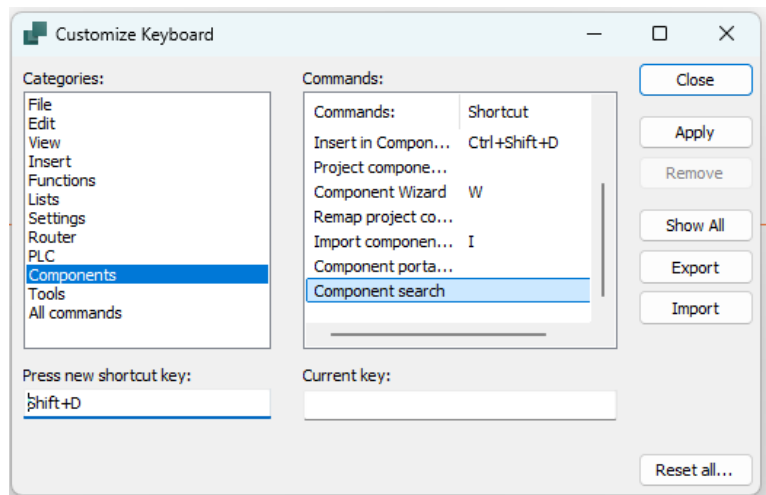 Customize Keyboard
Categories:
File
Edit
View
Insert
Functions
Lists
Settings
Router
PLC
Components
Tools
All commands
Commands:
Commands: Shortcut
Insert in Compon... Ctrl+Shift+D
Project compone...
Component Wizard W
Remap project co...
Import componen... I
Component porta...
Component search
Close
Apply
Remove
Show All
Export
Import
Press new shortcut key:
Shift+D
Current key:
Reset all...